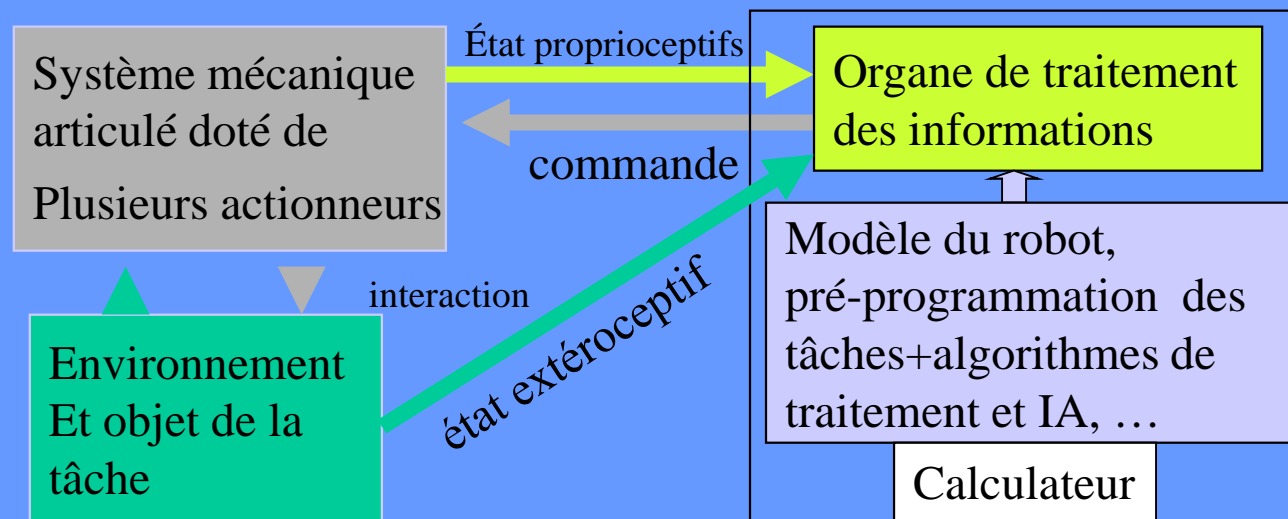 Système mécanique
articulé doté de
Plusieurs actionneurs
État proprioceptifs
commande
Organe de traitement
des informations
interaction
état extéroceptif
Environnement
Et objet de la
tâche
Modèle du robot,
pré-programmation des
tâches+algorithmes de
traitement et IA, …
Calculateur